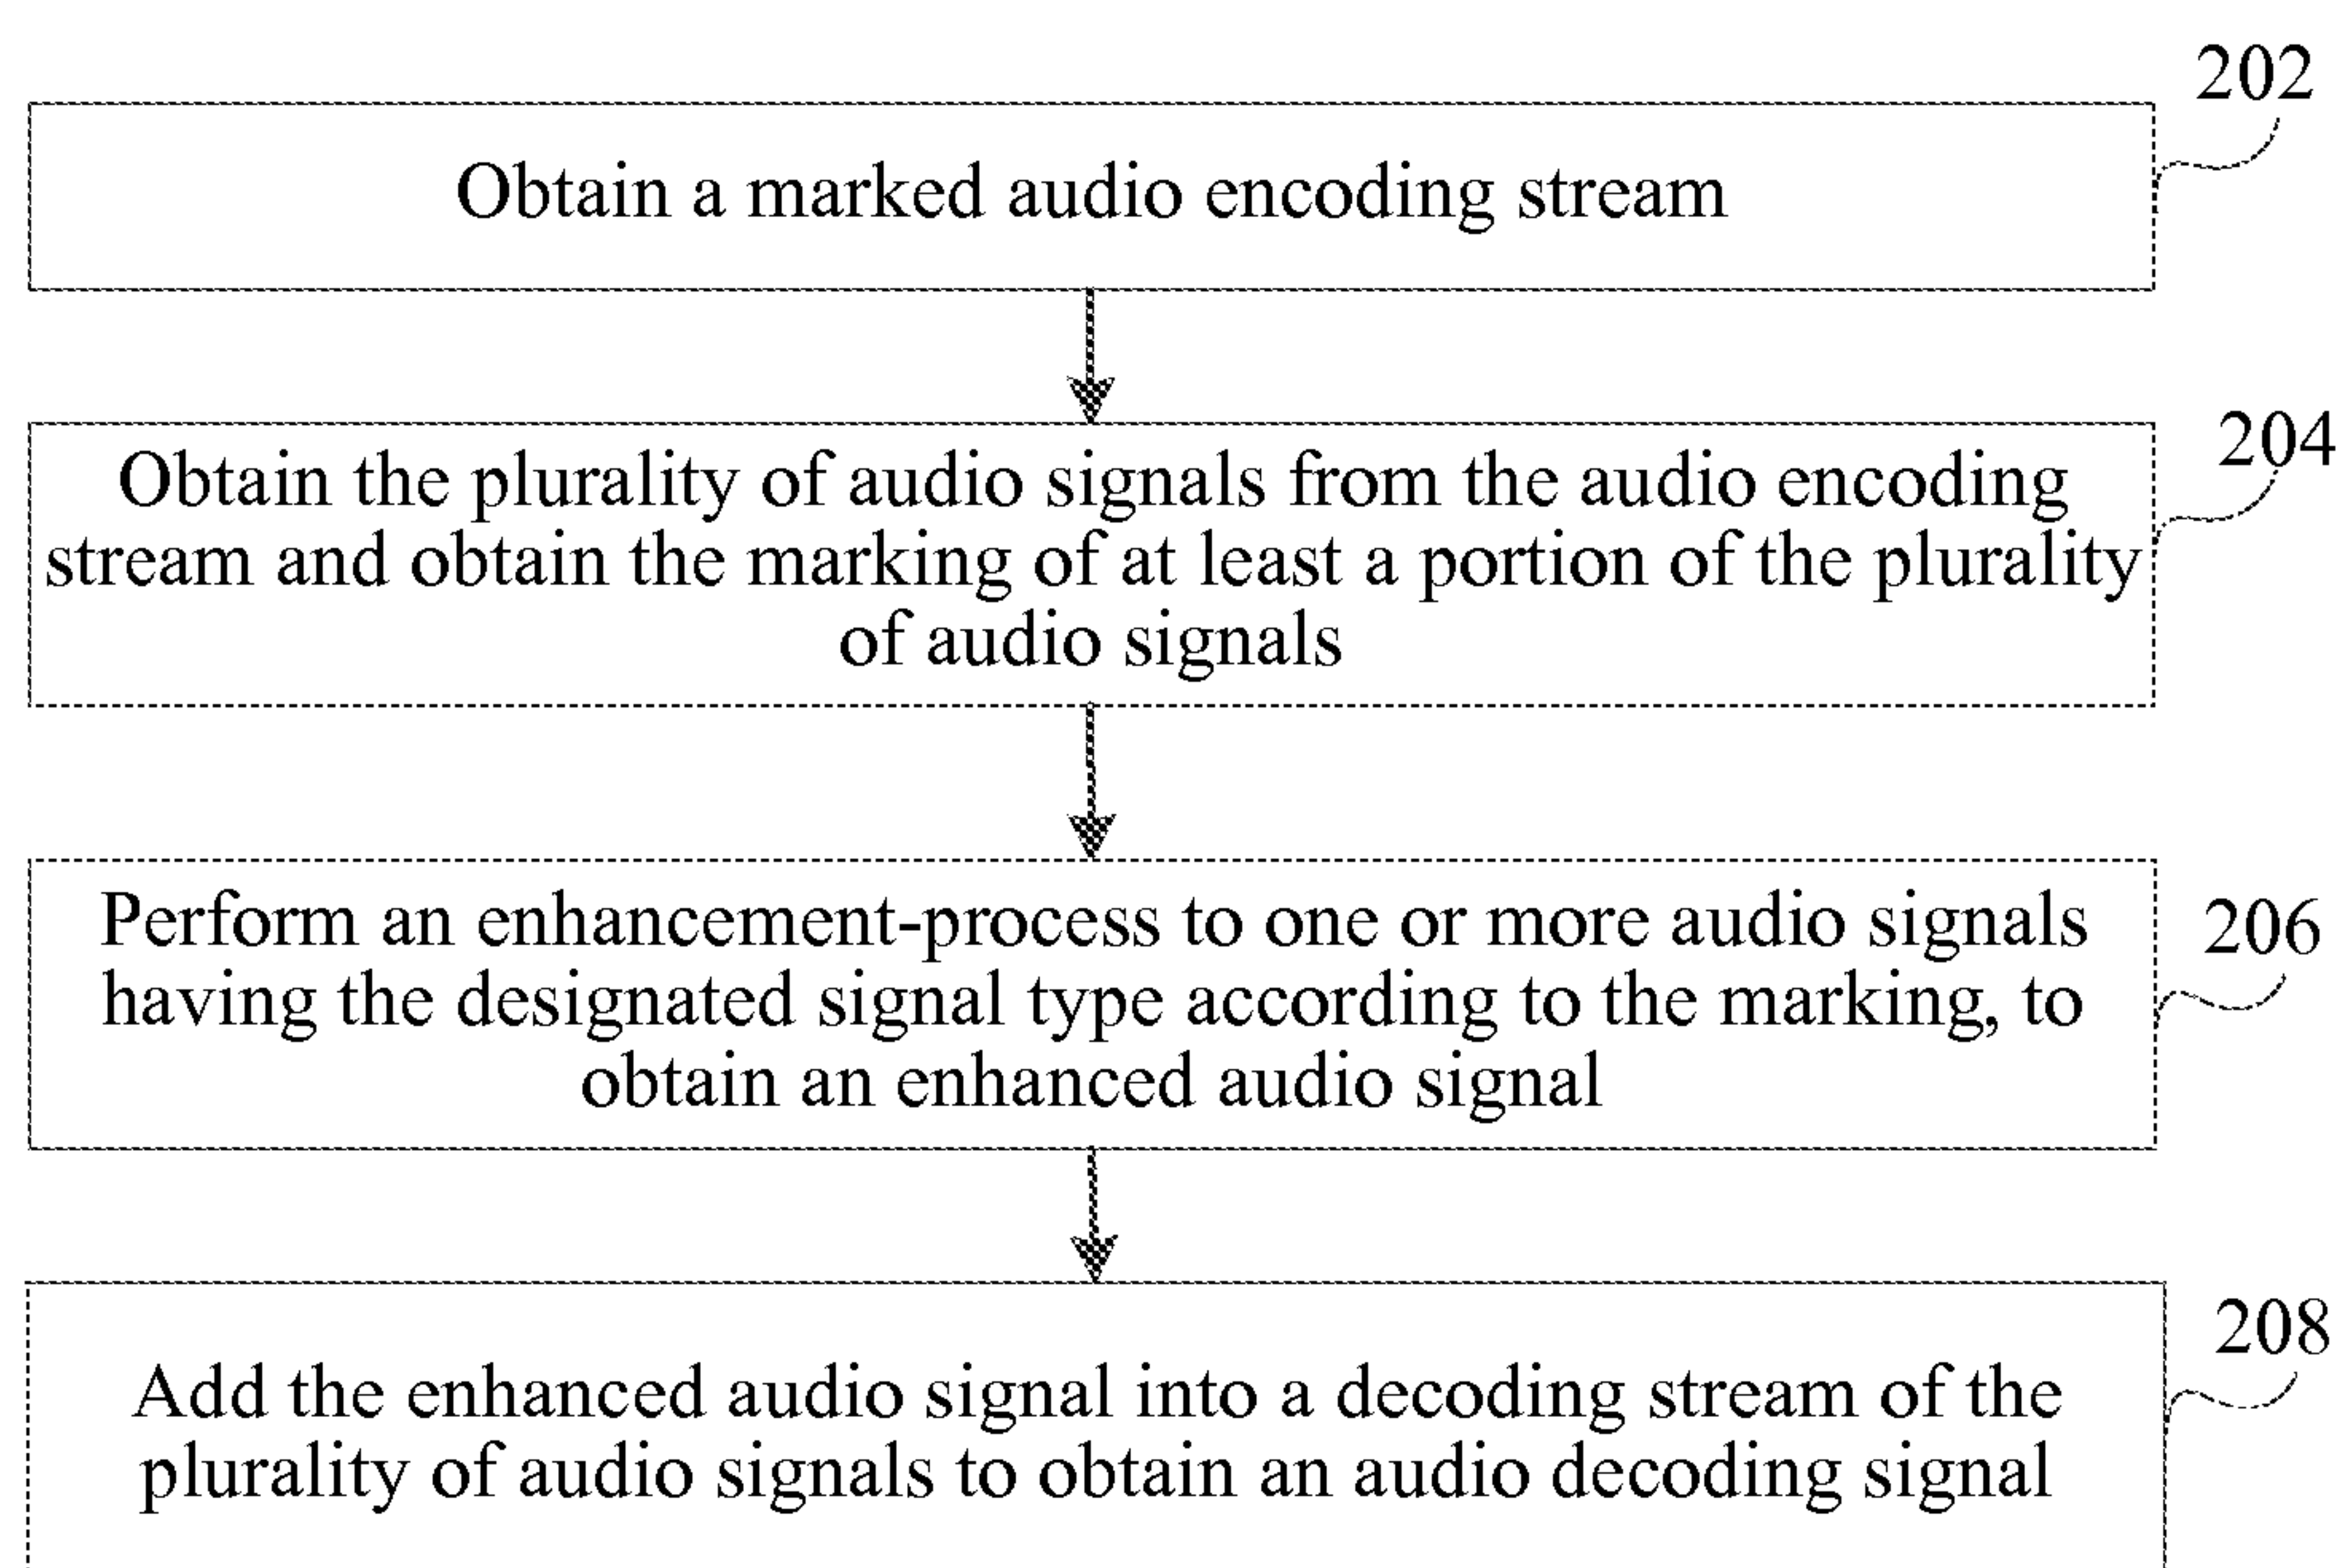 202
Obtain a marked audio encoding stream
204
Obtain the plurality of audio signals from the audio encoding
stream and obtain the marking of at least a portion of the plurality
of audio signals
206
Perform an enhancement-process to one or more audio signals
having the designated signal type according to the marking, to
obtain an enhanced audio signal
208
Add the enhanced audio signal into a decoding stream of the
plurality of audio signals to obtain an audio decoding signal